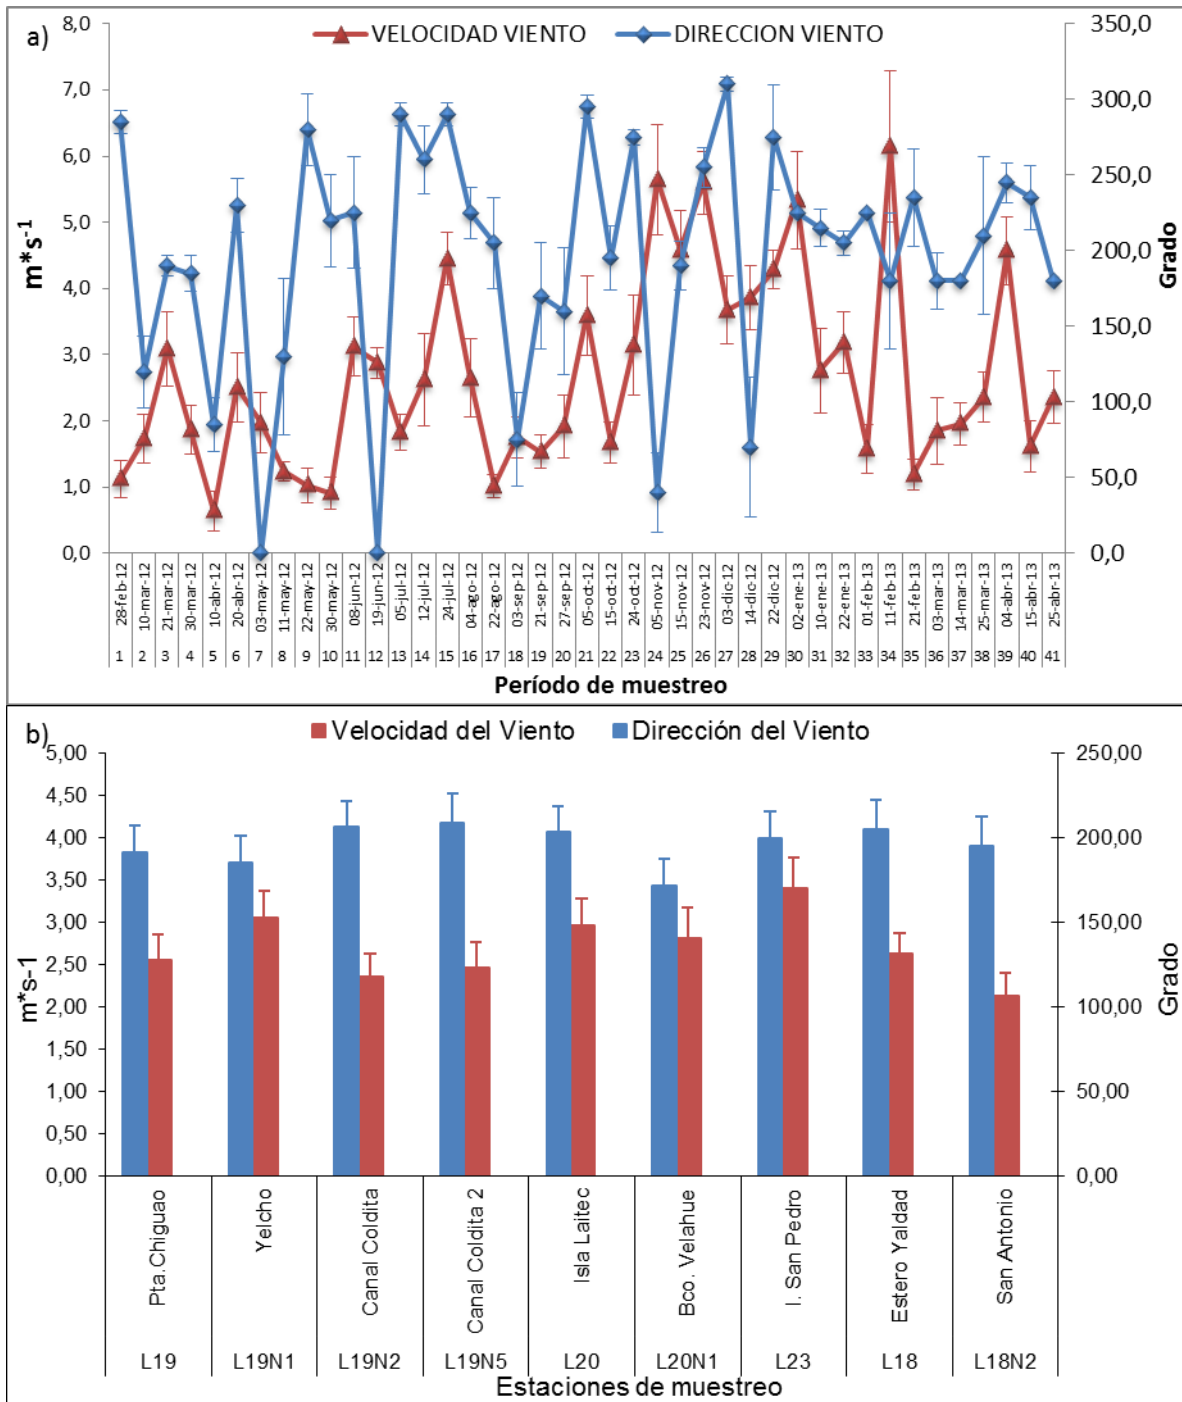 a)
VELOCIDAD VIENTO DIRECCION VIENTO
8,0
7,0
6,0
5,0
4,0
3,0
2,0
1,0
0,0
m*s-1
350,0
300,0
250,0
200,0
150,0
100,0
50,0
0,0
Grado
28-feb-12 10-mar-12 21-mar-12 30-mar-12 10-abr-12 20-abr-12 03-may-12 11-may-12 22-may-12 30-may-12 08-jun-12 19-jun-12 05-jul-12 12-jul-12 24-jul-12 04-ago-12 22-ago-12 03-sep-12 21-sep-12 27-sep-12 05-oct-12 15-oct-12 24-oct-12 05-nov-12 15-nov-12 23-nov-12 03-dic-12 14-dic-12 22-dic-12 02-ene-13 10-ene-13 22-ene-13 01-feb-13 11-feb-13 21-feb-13 03-mar-13 14-mar-13 25-mar-13 04-abr-13 15-abr-13 25-abr-13
1 2 3 4 5 6 7 8 9 10 11 12 13 14 15 16 17 18 19 20 21 22 23 24 25 26 27 28 29 30 31 32 33 34 35 36 37 38 39 40 41
Período de muestreo
b)
Velocidad del Viento Dirección del Viento
5,00
4,50
4,00
3,50
3,00
2,50
2,00
1,50
1,00
0,50
0,00
m*s-1
250,00
200,00
150,00
100,00
50,00
0,00
Grado
Pta.Chiguao Yelcho Canal Coldita Canal Coldita 2 Isla Laitec Bco. Velahue I. San Pedro Estero Yaldad San Antonio
L19 L19N1 L19N2 L19N5 L20 L20N1 L23 L18 L18N2
Estaciones de muestreo